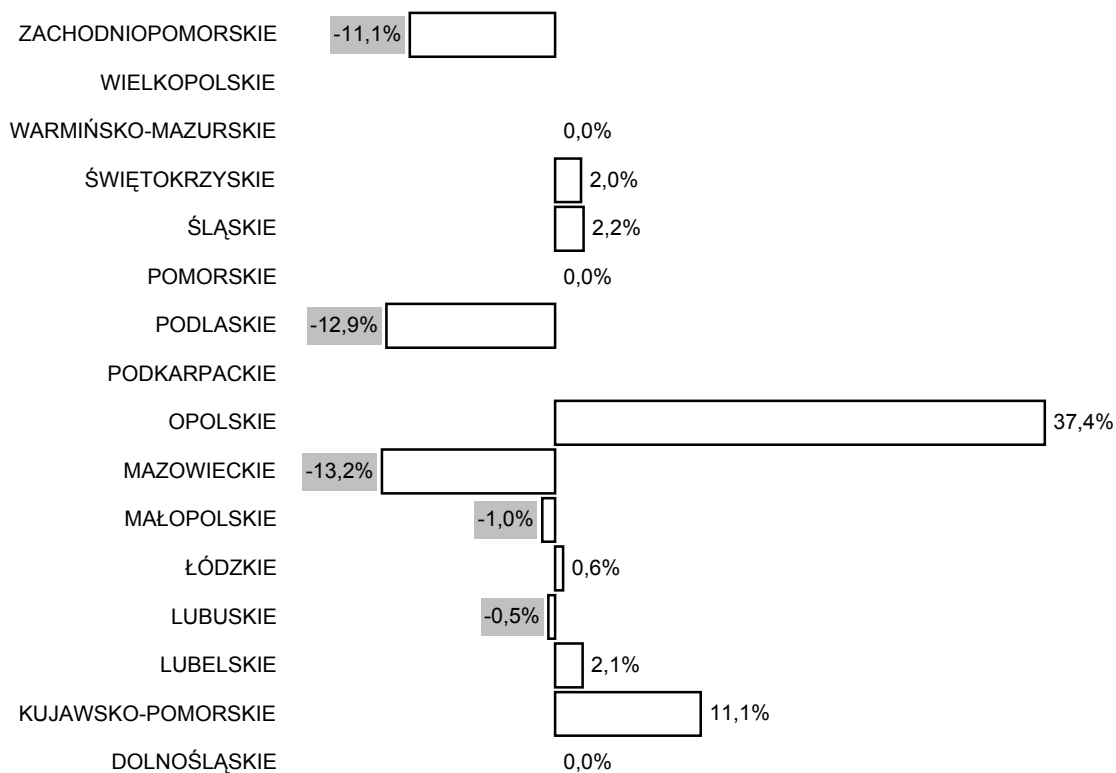 ZACHODNIOPOMORSKIE -11,1%
WIELKOPOLSKIE
WARMIŃSKO-MAZURSKIE 0,0%
ŚWIĘTOKRZYSKIE 2,0%
ŚLĄSKIE 2,2%
POMORSKIE 0,0%
PODLASKIE -12,9%
PODKARPACKIE
OPOLSKIE 37,4%
MAZOWIECKIE -13,2%
MAŁOPOLSKIE -1,0%
ŁÓDZKIE 0,6%
LUBUSKIE -0,5%
LUBELSKIE 2,1%
KUJAWSKO-POMORSKIE 11,1%
DOLNOŚLĄSKIE 0,0%